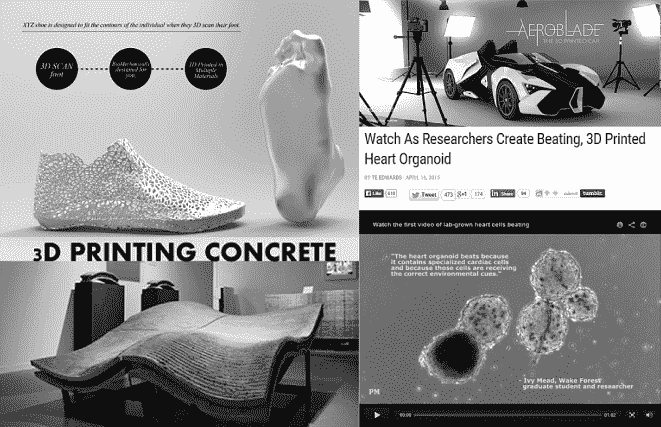 XYZ shoe is designed to fit the contours of the individual when they 3D scan their foot.
3D SCAN
foot
designed for
3D Printed in
Multiple
Materials
3D PRINTING CONCRETE
AEROBLADE
THE 3D PRINTED CAR
Watch As Researchers Create Beating, 3D Printed
Heart Organoid
BY TE EDWARDS · APRIL 16, 2015
Like
Tweet 473 +1 174 Share 94 tumblr.
Watch the first video of lab-grown heart cells beating
"The heart organoid beats because
it contains specialized cardiac cells
and because those cells are receiving
the correct environmental cues."
- Ivy Mead, Wake Forest
graduate student and researcher
PM
00:00 01:02